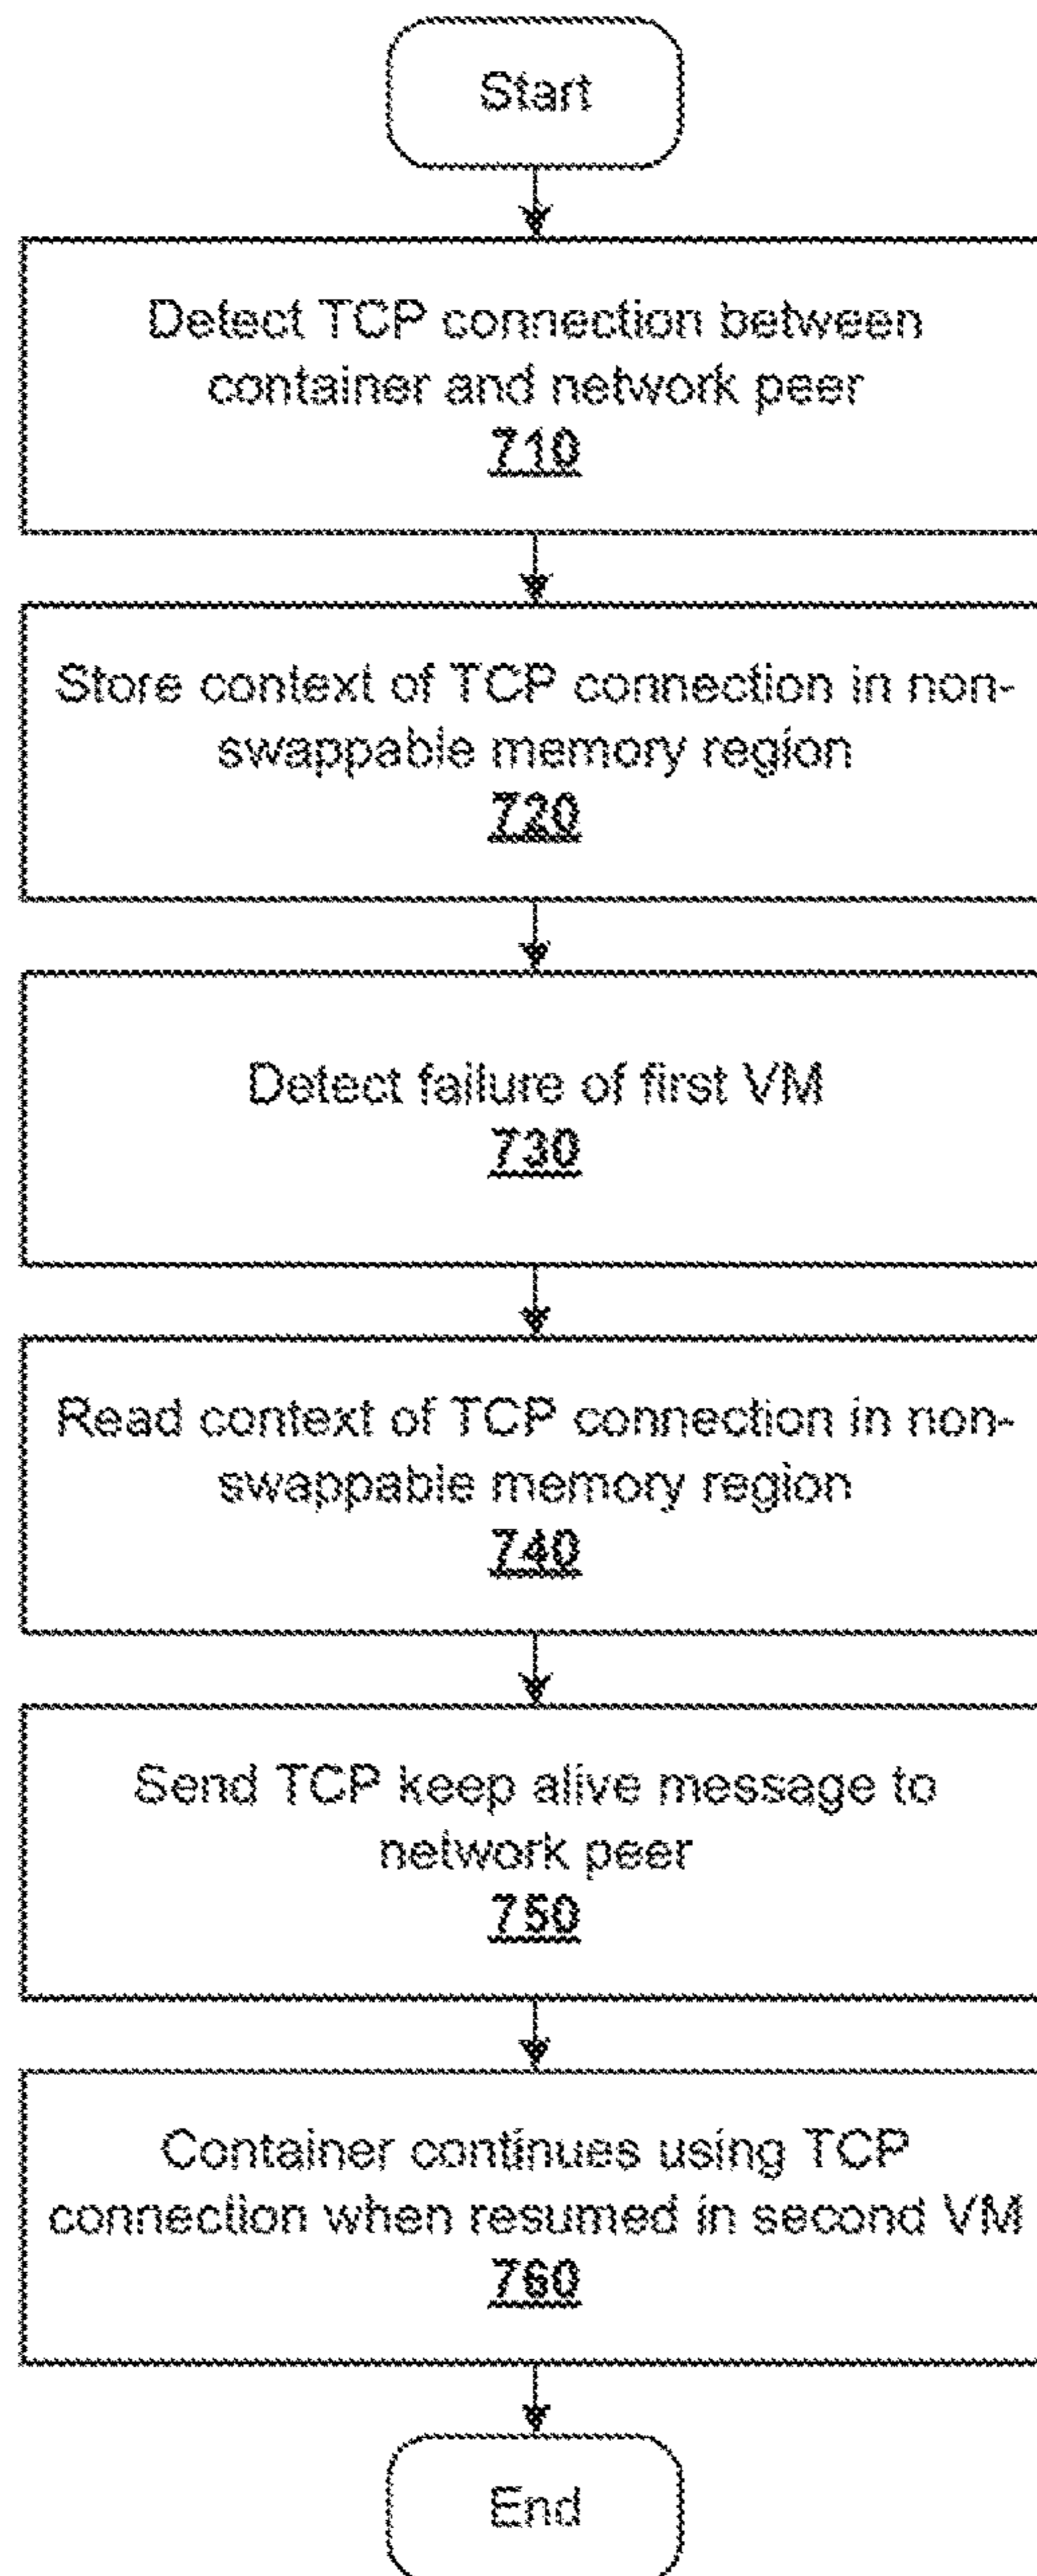 Start
Detect TCP connection between
container and network peer
710
Store context of TCP connection in non-
swappable memory region
720
Detect failure of first VM
730
Read context of TCP connection in non-
swappable memory region
740
Send TCP keep alive message to
network peer
750
Container continues using TCP
connection when resumed in second VM
760
End